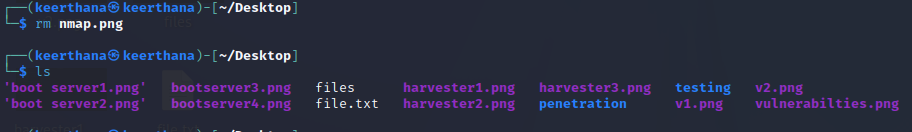 ┌──(keerthana㉿keerthana)-[~/Desktop]
└─$ rm nmap.png
┌──(keerthana㉿keerthana)-[~/Desktop]
└─$ ls
'boot server1.png' bootserver3.png files harvester1.png harvester3.png testing v2.png
'boot server2.png' bootserver4.png file.txt harvester2.png penetration v1.png vulnerabilties.png